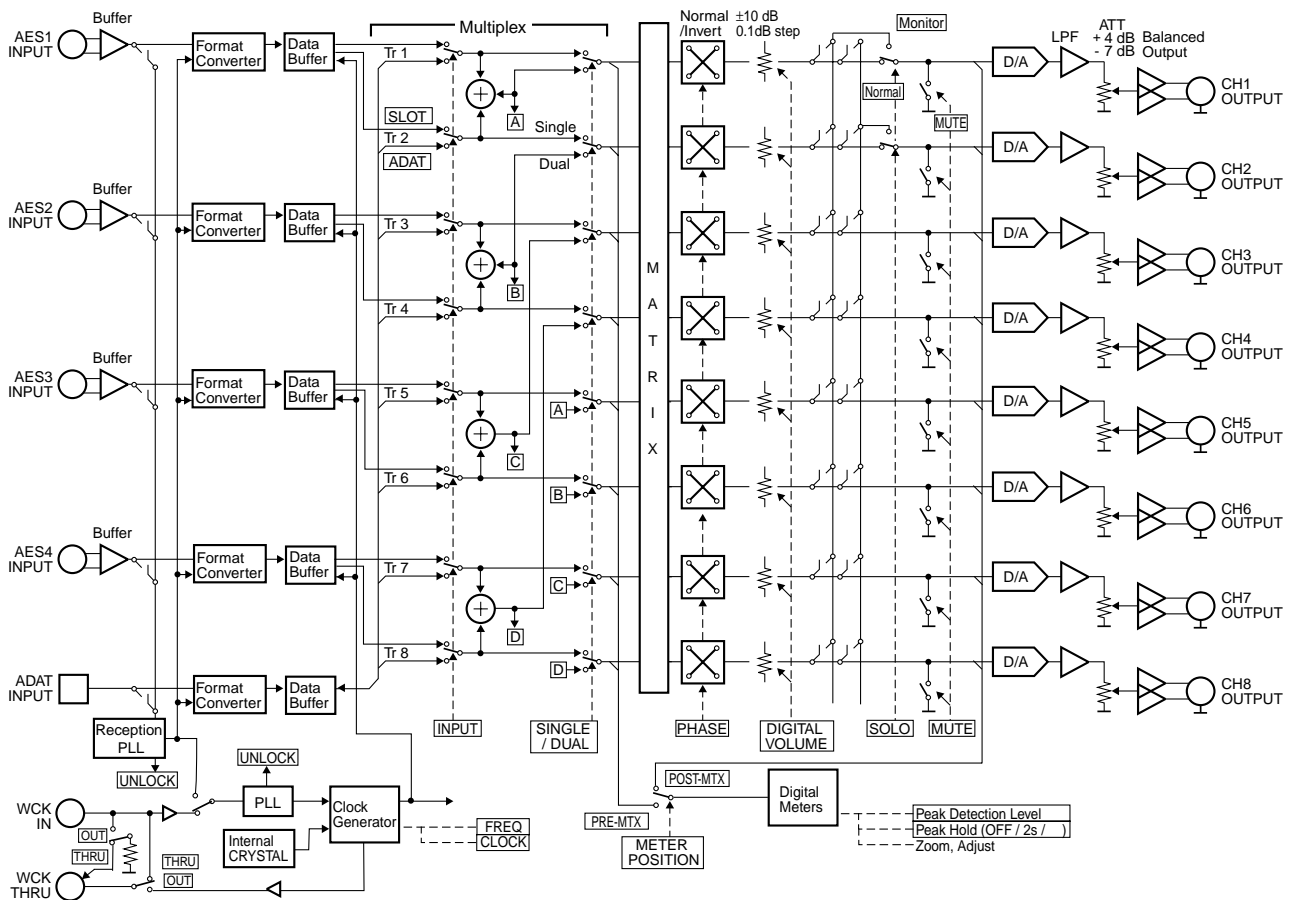 AES1
INPUT
Buffer
Format
Converter
Data
Buffer
Multiplex
Tr 1
SLOT
Tr 2
ADAT
A
Single
Dual
Normal
/Invert
±10 dB
0.1dB step
Monitor
Normal
MUTE
D/A
LPF
ATT
+ 4 dB
- 7 dB
Balanced
Output
CH1
OUTPUT
D/A
CH2
OUTPUT
AES2
INPUT
Buffer
Format
Converter
Data
Buffer
Tr 3
B
Tr 4
M
A
T
R
I
X
D/A
CH3
OUTPUT
D/A
CH4
OUTPUT
AES3
INPUT
Buffer
Format
Converter
Data
Buffer
Tr 5
A
C
Tr 6
B
D/A
CH5
OUTPUT
D/A
CH6
OUTPUT
AES4
INPUT
Buffer
Format
Converter
Data
Buffer
Tr 7
C
D
Tr 8
D
D/A
CH7
OUTPUT
D/A
CH8
OUTPUT
ADAT
INPUT
Format
Converter
Data
Buffer
Reception
PLL
UNLOCK
INPUT
SINGLE
/ DUAL
PHASE
DIGITAL
VOLUME
SOLO
MUTE
UNLOCK
WCK
IN
PLL
Clock
Generator
Internal
CRYSTAL
FREQ
CLOCK
OUT
THRU
THRU
OUT
WCK
THRU
POST-MTX
PRE-MTX
METER
POSITION
Digital
Meters
Peak Detection Level
Peak Hold (OFF / 2s / )
Zoom, Adjust